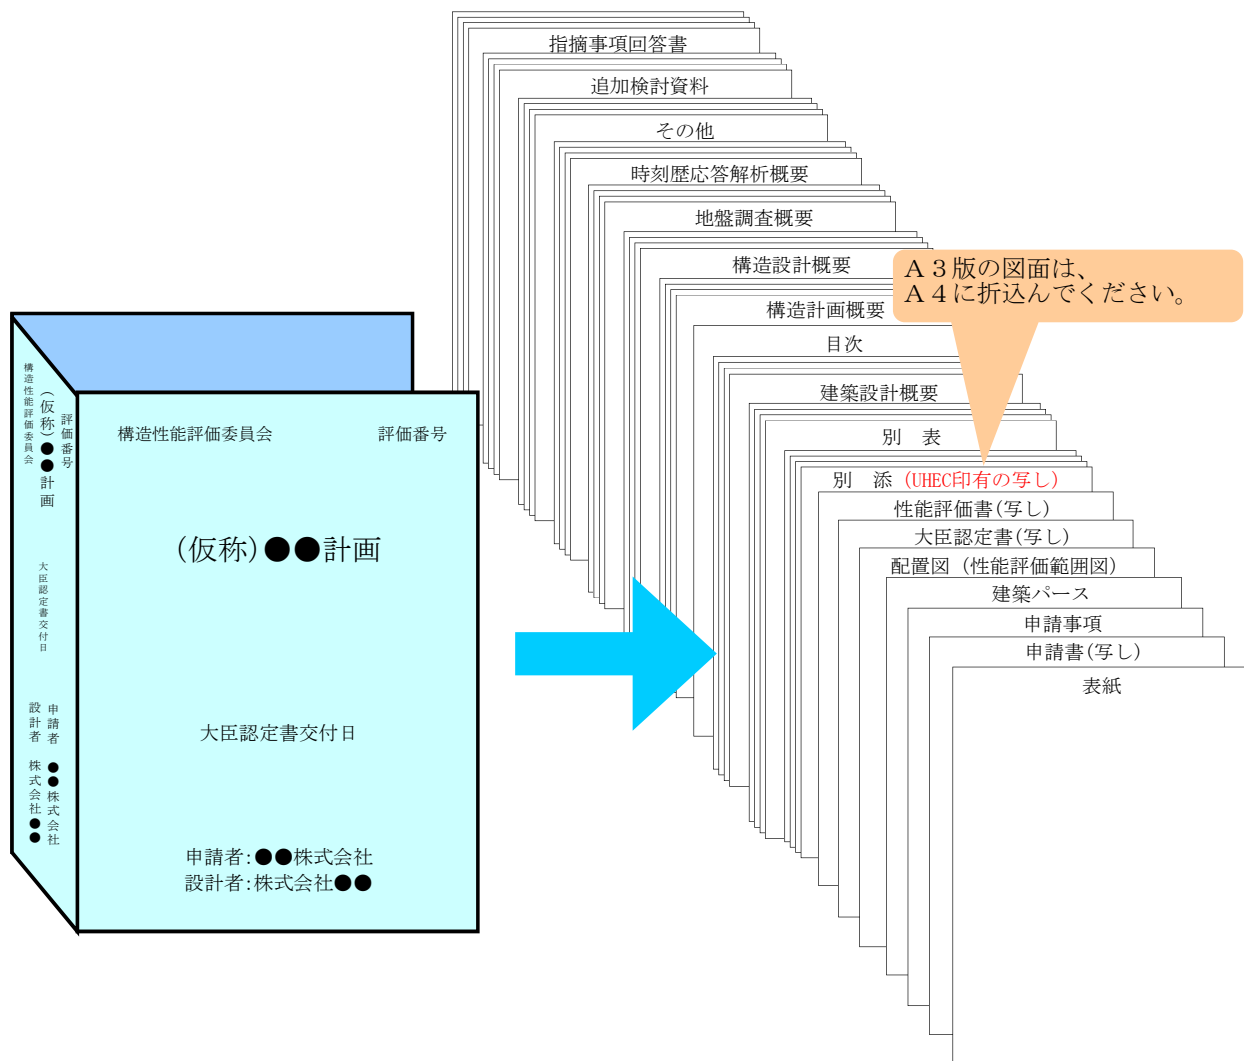 指摘事項回答書
追加検討資料
その他
時刻歴応答解析概要
地盤調査概要
構造設計概要
構造計画概要
目次
建築設計概要
別　表
別　添（UHEC印有の写し）
性能評価書(写し)
大臣認定書(写し)
配置図（性能評価範囲図）
建築パース
申請事項
申請書(写し)
表紙
Ａ３版の図面は、
Ａ４に折込んでください。
構造性能評価委員会
評価番号
（仮称）●●計画
大臣認定書交付日
申請者 ●●株式会社
設計者 株式会社●●
構造性能評価委員会
評価番号
（仮称）●●計画
大臣認定書交付日
申請者:●●株式会社
設計者:株式会社●●